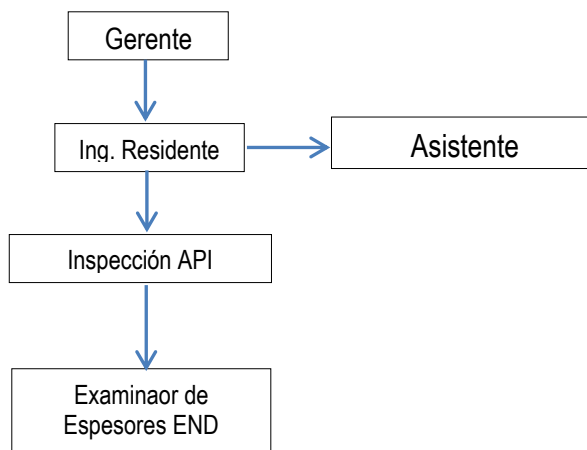 Gerente
Ing. Residente
Asistente
Inspección API
Examinaor de
Espesores END